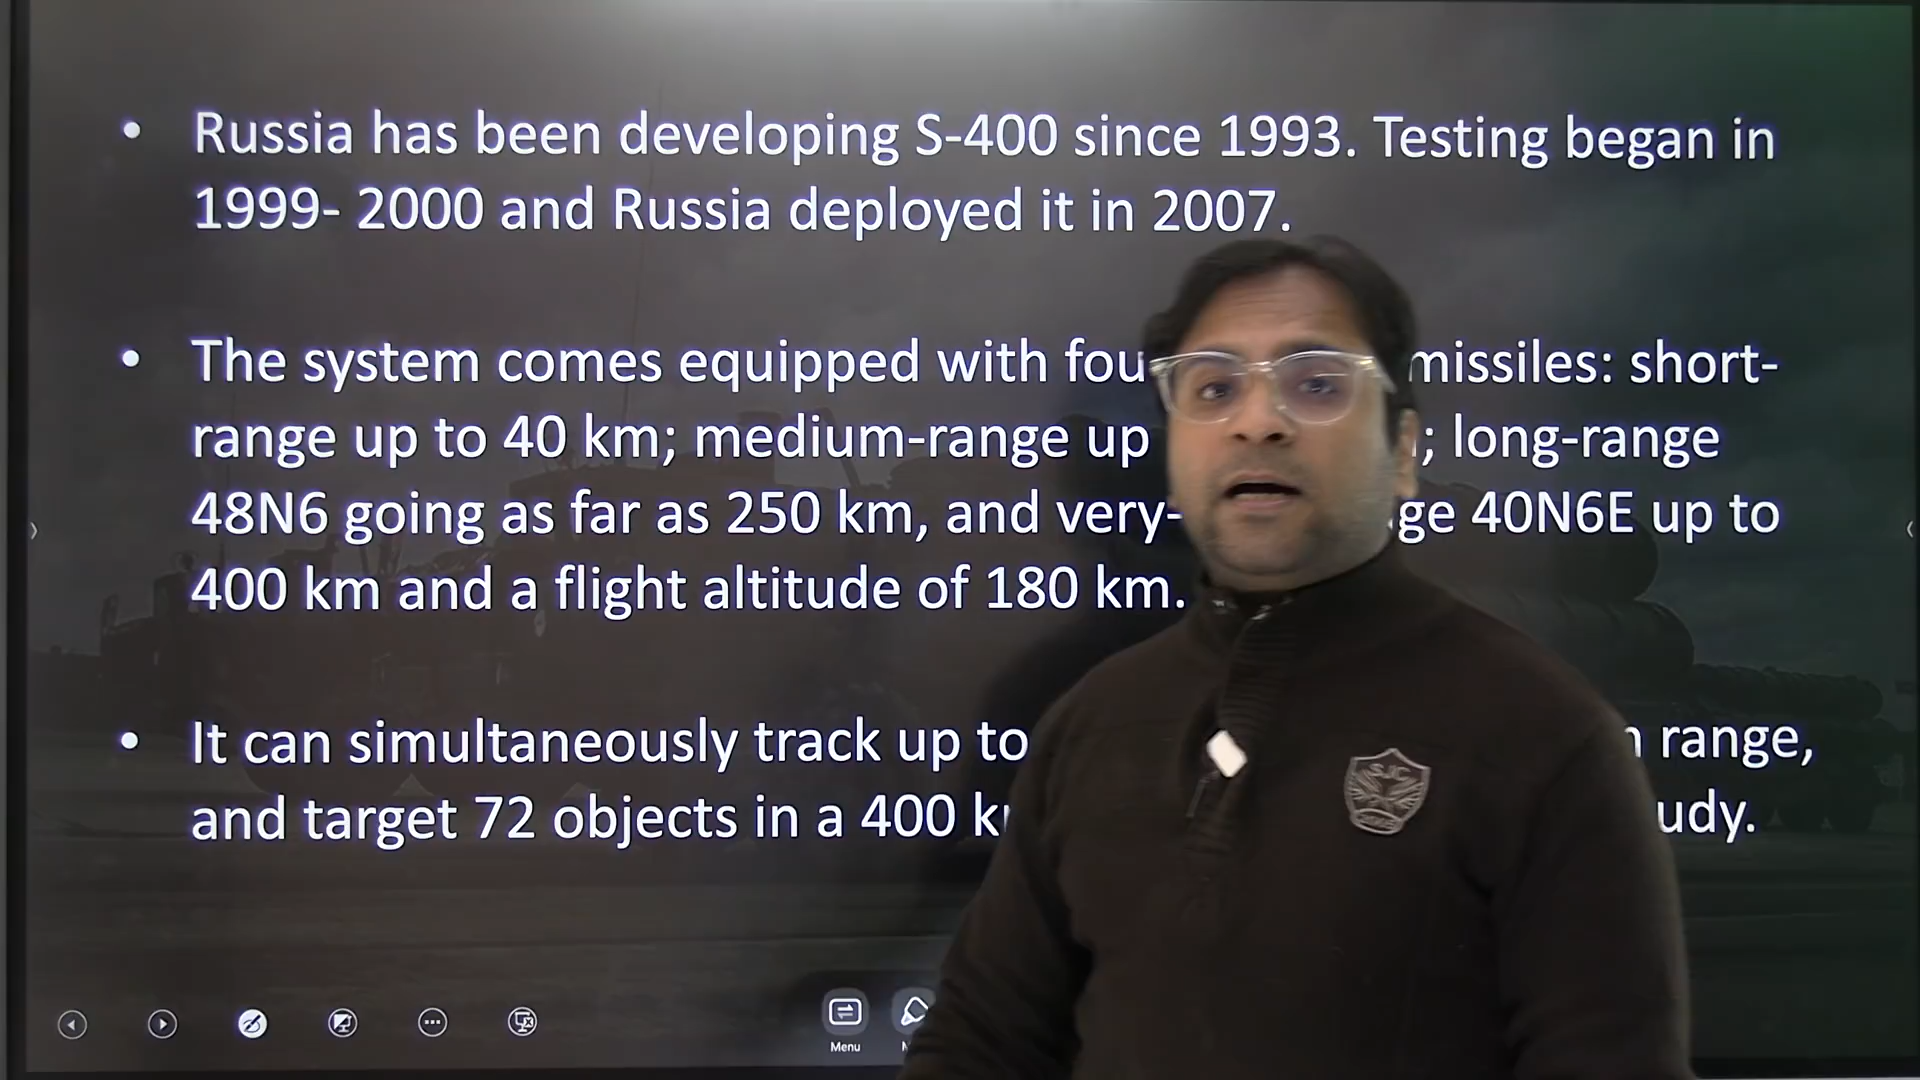 • Russia has been developing S-400 since 1993. Testing began in
1999- 2000 and Russia deployed it in 2007.
• The system comes equipped with missiles: short-
range up to 40 km; medium-range up ; long-range
48N6 going as far as 250 km, and very- 40N6E up to
400 km and a flight altitude of 180 km.
• It can simultaneously track up to range,
and target 72 objects in a 400
SJC
Menu